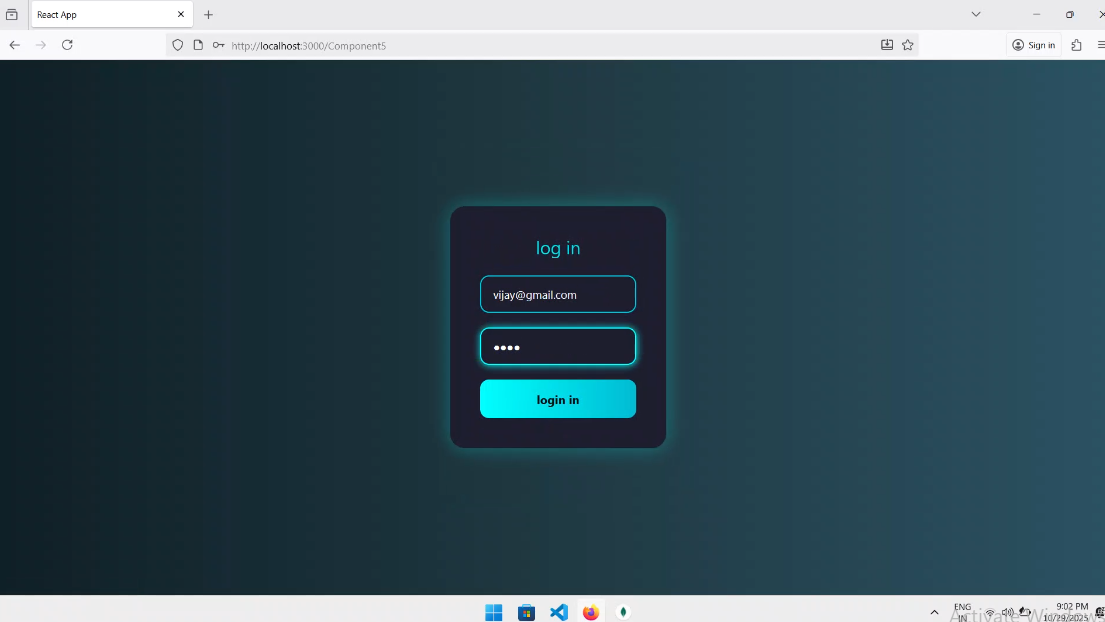 React App
http://localhost:3000/Component5
Sign in
log in
vijay@gmail.com
••••
login in
ENG
IN
9:02 PM
10/29/2025
Activate Windows